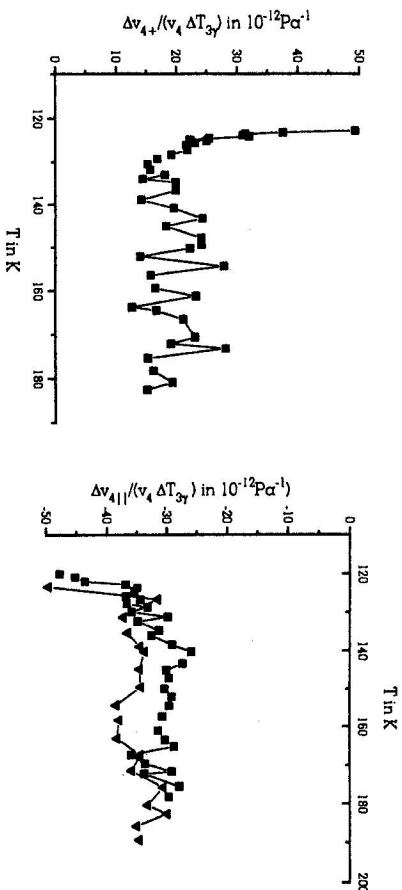 Δv₄₊/(v₄ ΔT₃ᵧ) in 10⁻¹²Pa⁻¹
0 10 20 30 40 50
120 140 160 180
T in K
Δv₄||/(v₄ ΔT₃ᵧ) in 10⁻¹²Pa⁻¹)
-50 -40 -30 -20 -10 0
120 140 160 180 200
T in K